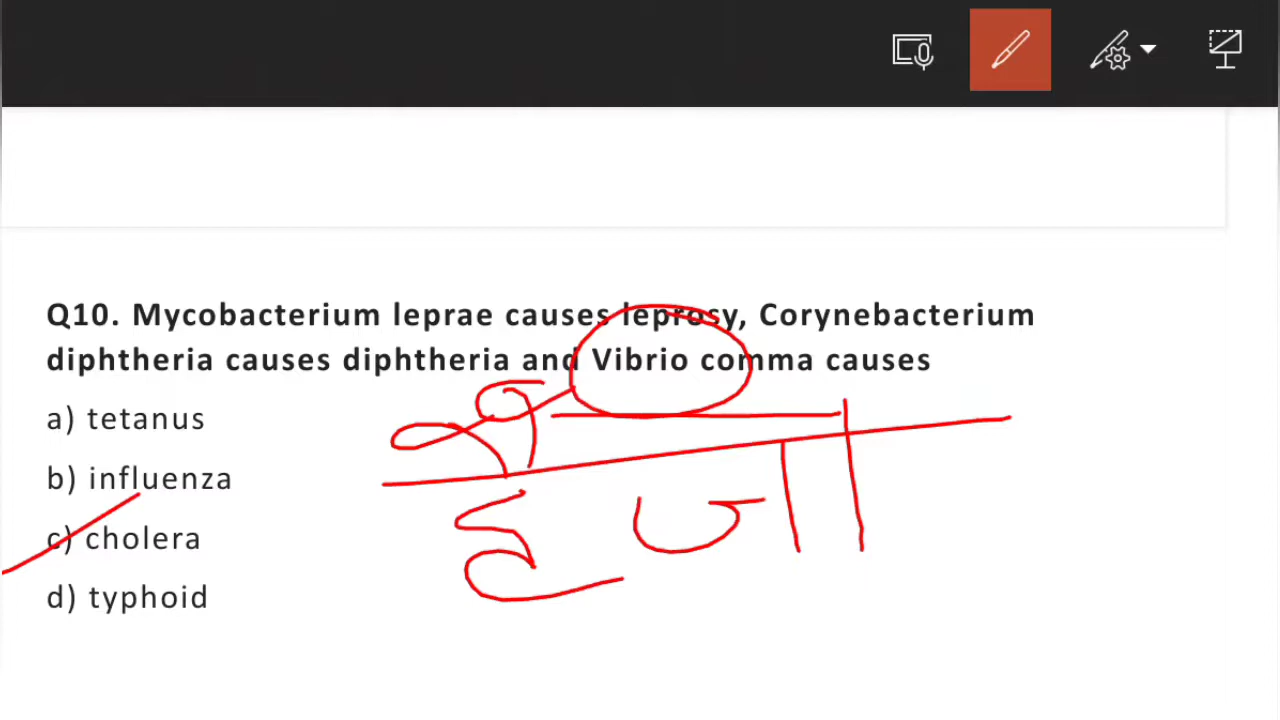 Q10. Mycobacterium leprae causes leprosy, Corynebacterium
diphtheria causes diphtheria and Vibrio comma causes
a) tetanus
b) influenza
c) cholera
d) typhoid